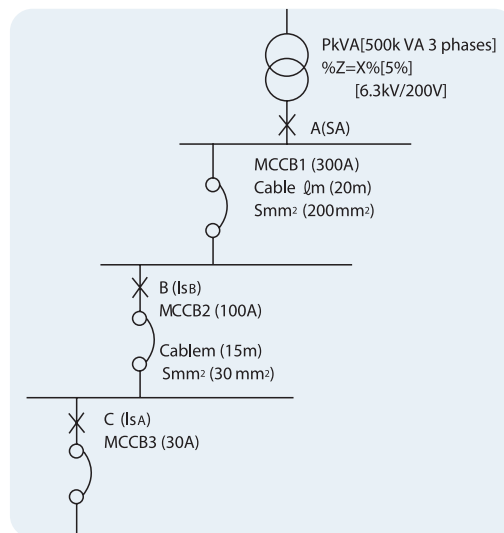 PkVA[500k VA 3 phases]
%Z=X%[5%]
[6.3kV/200V]
A(SA)
MCCB1 (300A)
Cable ℓm (20m)
Smm² (200mm²)
B (IsB)
MCCB2 (100A)
Cablem (15m)
Smm² (30 mm²)
C (IsA)
MCCB3 (30A)